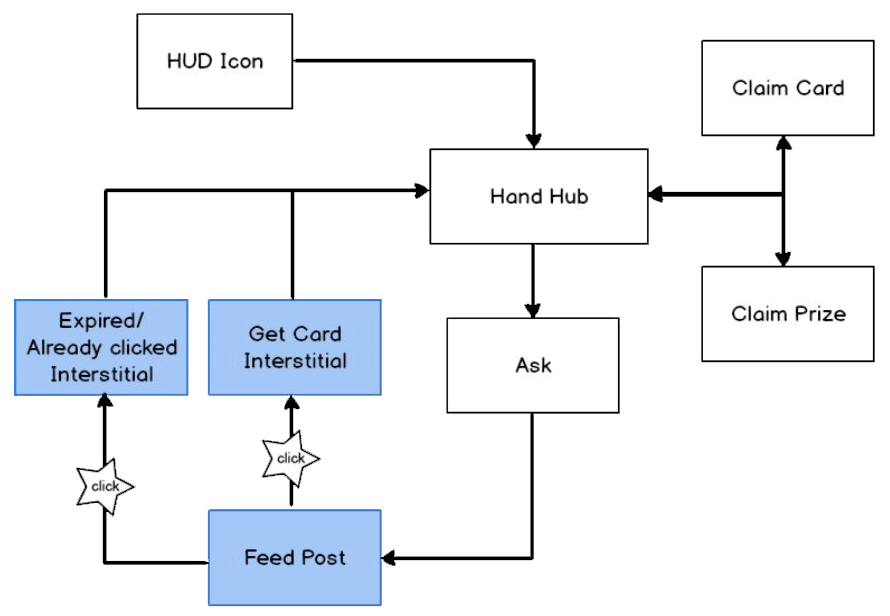 HUD Icon
Claim Card
Hand Hub
Expired/
Already clicked
Interstitial
Get Card
Interstitial
Claim Prize
Ask
click
click
Feed Post